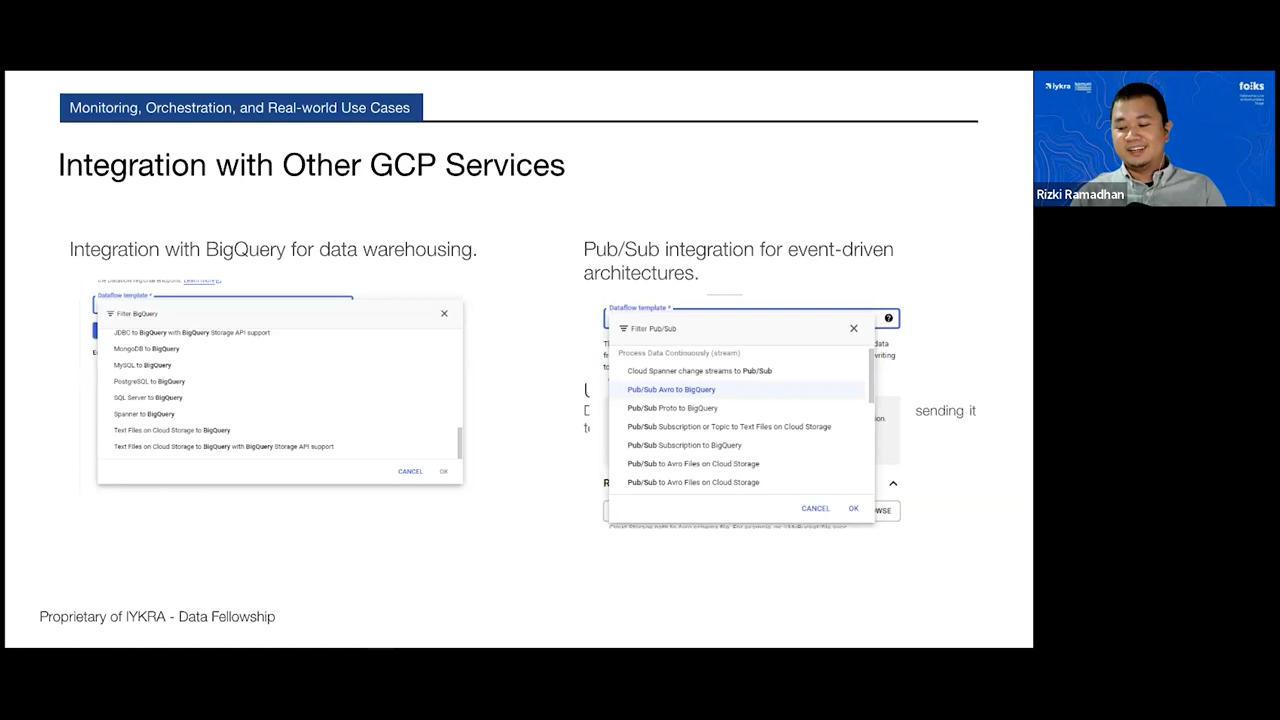 Monitoring, Orchestration, and Real-world Use Cases
Integration with Other GCP Services
Integration with BigQuery for data warehousing.
Learn more
Dataflow template *
Filter BigQuery
JDBC to BigQuery with BigQuery Storage API support
MongoDB to BigQuery
MySQL to BigQuery
PostgreSQL to BigQuery
SQL Server to BigQuery
Spanner to BigQuery
Text Files on Cloud Storage to BigQuery
Text Files on Cloud Storage to BigQuery with BigQuery Storage API support
CANCEL OK
Pub/Sub integration for event-driven
architectures.
Dataflow template *
Filter Pub/Sub
Process Data Continuously (stream)
Cloud Spanner change streams to Pub/Sub
Pub/Sub Avro to BigQuery
Pub/Sub Proto to BigQuery
Pub/Sub Subscription or Topic to Text Files on Cloud Storage
Pub/Sub Subscription to BigQuery
Pub/Sub to Avro Files on Cloud Storage
Pub/Sub to Avro Files on Cloud Storage
CANCEL OK
data
sending it
Proprietary of IYKRA - Data Fellowship
iykra
fo:ks
Rizki Ramadhan